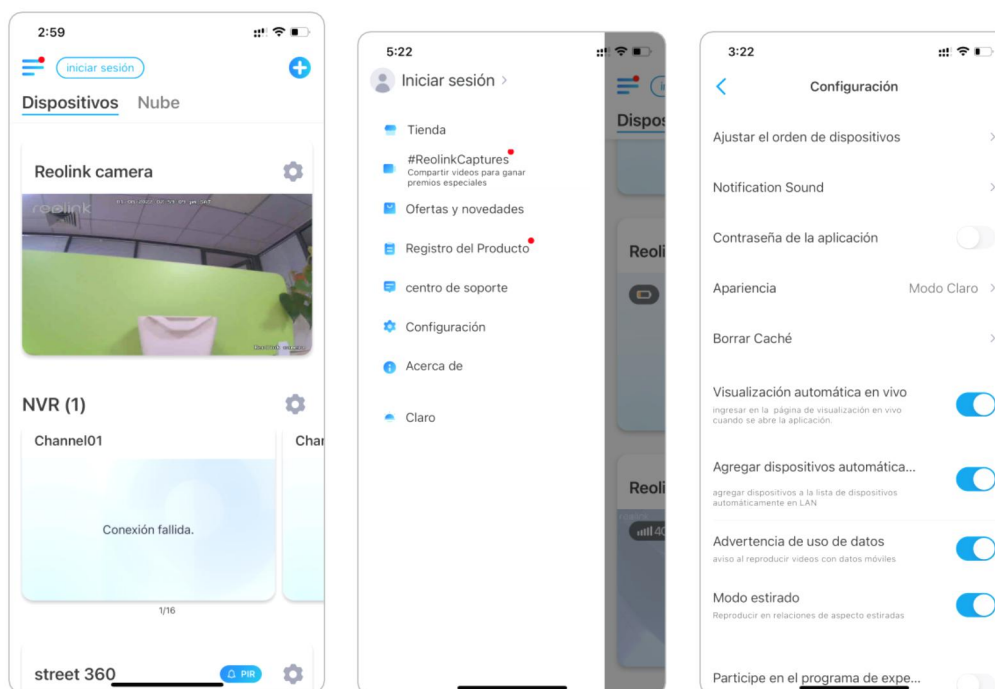 2:59
iniciar sesión
Dispositivos Nube
Reolink camera
reolink
NVR (1)
Channel01
Char
Conexión fallida.
1/16
street 360
PIR
5:22
Iniciar sesión
Tienda
#ReolinkCaptures
Compartir videos para ganar
premios especiales
Ofertas y novedades
Registro del Producto
centro de soporte
Configuración
Acerca de
Claro
Dispos
Reoli
Reoli
4G
3:22
Configuración
Ajustar el orden de dispositivos
Notification Sound
Contraseña de la aplicación
Apariencia Modo Claro
Borrar Caché
Visualización automática en vivo
ingresar en la página de visualización en vivo
cuando se abre la aplicación.
Agregar dispositivos automática...
agregar dispositivos a la lista de dispositivos
automáticamente en LAN
Advertencia de uso de datos
aviso al reproducir videos con datos móviles
Modo estirado
Reproducir en relaciones de aspecto estiradas
Participe en el programa de expe...